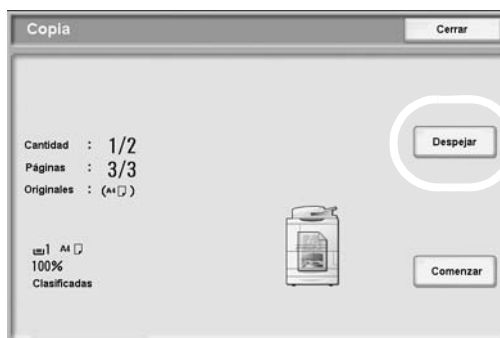 Copia
Cerrar
Despejar
Cantidad : 1/2
Páginas : 3/3
Originales : (A4)
1 A4
100%
Clasificadas
Comenzar